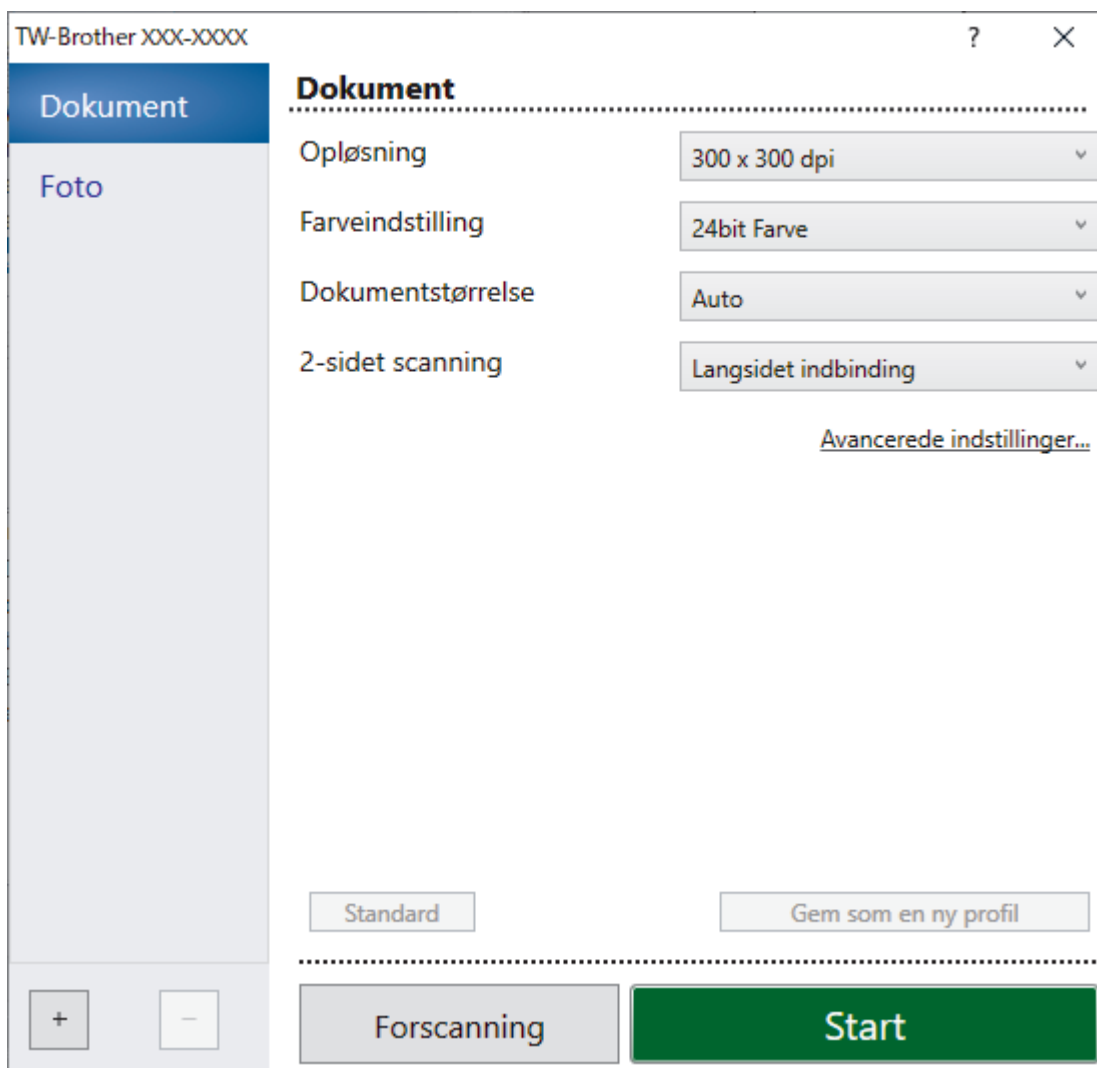 TW-Brother XXX-XXXX ?
Dokument
Foto
Dokument
Opløsning 300 x 300 dpi
Farveindstilling 24bit Farve
Dokumentstørrelse Auto
2-sidet scanning Langsidet indbinding
Avancerede indstillinger...
Standard Gem som en ny profil
+ −
Forscanning Start